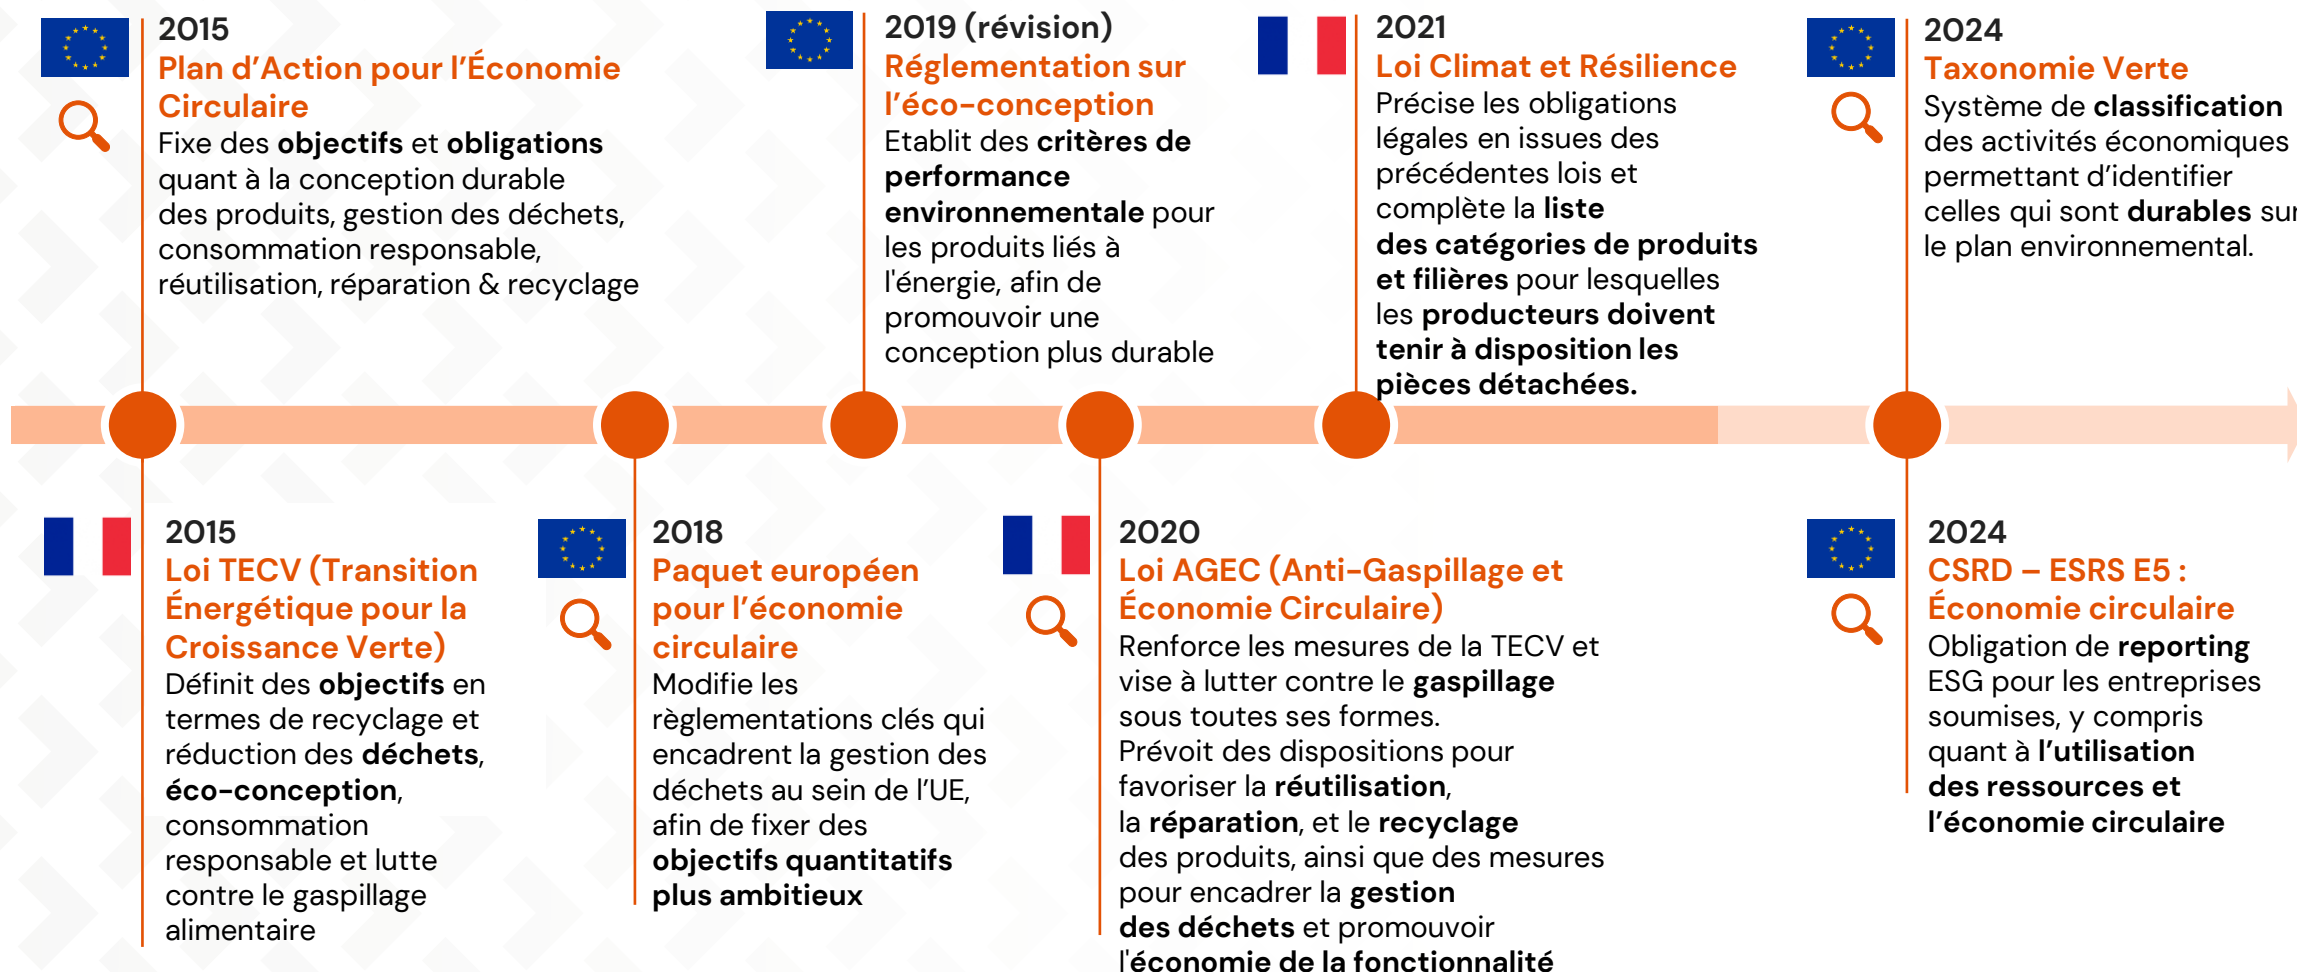 2015
Plan d’Action pour l’Économie
Circulaire
Fixe des objectifs et obligations
quant à la conception durable
des produits, gestion des déchets,
consommation responsable,
réutilisation, réparation & recyclage
2019 (révision)
Réglementation sur
l’éco-conception
Etablit des critères de
performance
environnementale pour
les produits liés à
l'énergie, afin de
promouvoir une
conception plus durable
2021
Loi Climat et Résilience
Précise les obligations
légales en issues des
précédentes lois et
complète la liste
des catégories de produits
et filières pour lesquelles
les producteurs doivent
tenir à disposition les
pièces détachées.
2024
Taxonomie Verte
Système de classification
des activités économiques
permettant d’identifier
celles qui sont durables sur
le plan environnemental.
2015
Loi TECV (Transition
Énergétique pour la
Croissance Verte)
Définit des objectifs en
termes de recyclage et
réduction des déchets,
éco-conception,
consommation
responsable et lutte
contre le gaspillage
alimentaire
2018
Paquet européen
pour l’économie
circulaire
Modifie les
règlementations clés qui
encadrent la gestion des
déchets au sein de l’UE,
afin de fixer des
objectifs quantitatifs
plus ambitieux
2020
Loi AGEC (Anti-Gaspillage et
Économie Circulaire)
Renforce les mesures de la TECV et
vise à lutter contre le gaspillage
sous toutes ses formes.
Prévoit des dispositions pour
favoriser la réutilisation,
la réparation, et le recyclage
des produits, ainsi que des mesures
pour encadrer la gestion
des déchets et promouvoir
l'économie de la fonctionnalité
2024
CSRD – ESRS E5 :
Économie circulaire
Obligation de reporting
ESG pour les entreprises
soumises, y compris
quant à l’utilisation
des ressources et
l’économie circulaire